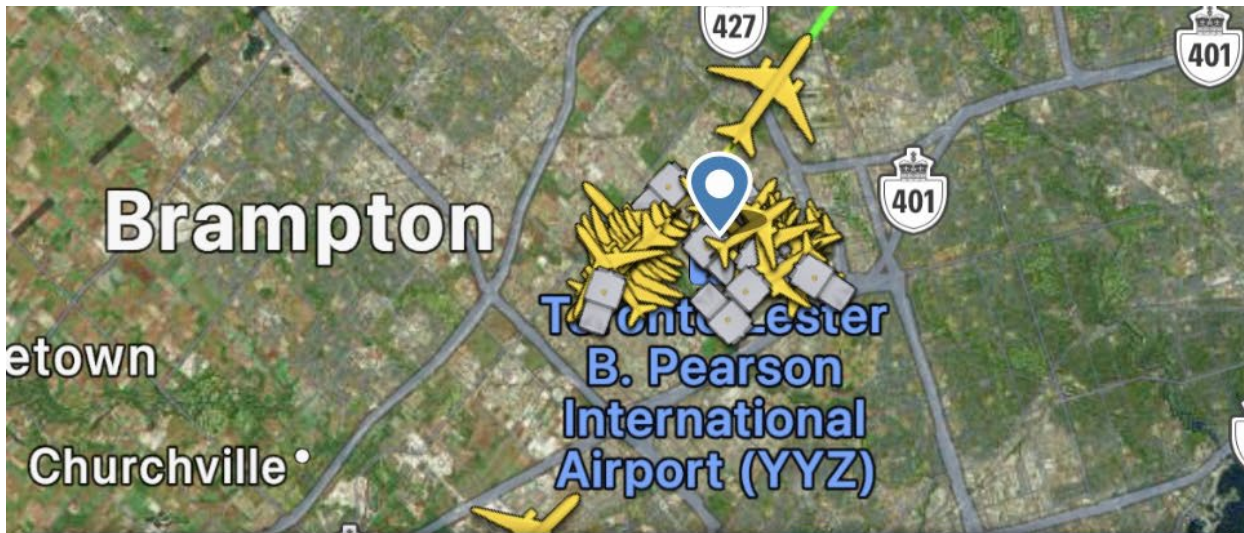 427
401
401
Brampton
Toronto Lester
B. Pearson
International
Airport (YYZ)
etown
Churchville